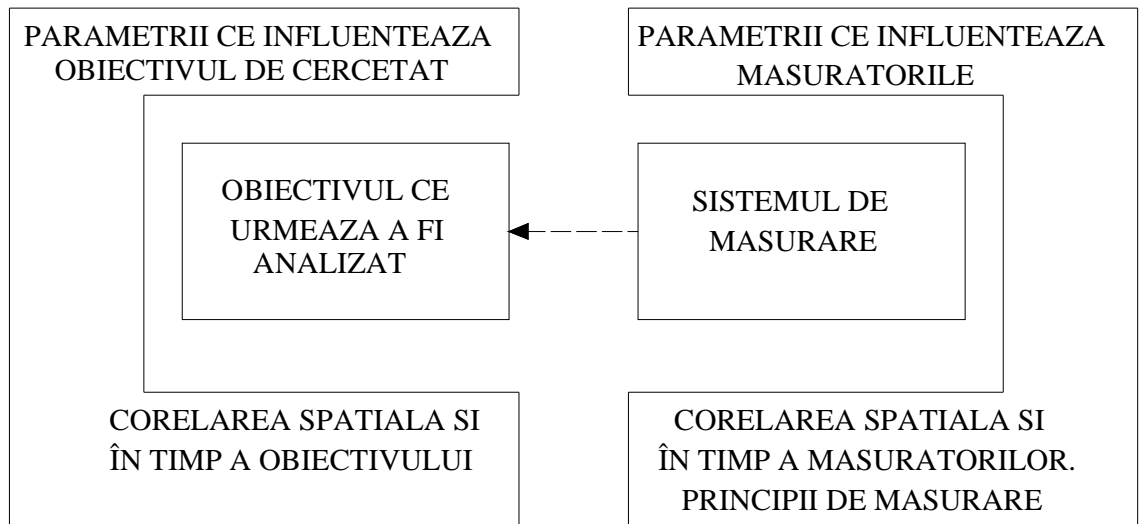 PARAMETRII CE INFLUENTEAZA
OBIECTIVUL DE CERCETAT
PARAMETRII CE INFLUENTEAZA
MASURATORILE
OBIECTIVUL CE
URMEAZA A FI
ANALIZAT
SISTEMUL DE
MASURARE
CORELAREA SPATIALA SI
ÎN TIMP A OBIECTIVULUI
CORELAREA SPATIALA SI
ÎN TIMP A MASURATORILOR.
PRINCIPII DE MASURARE